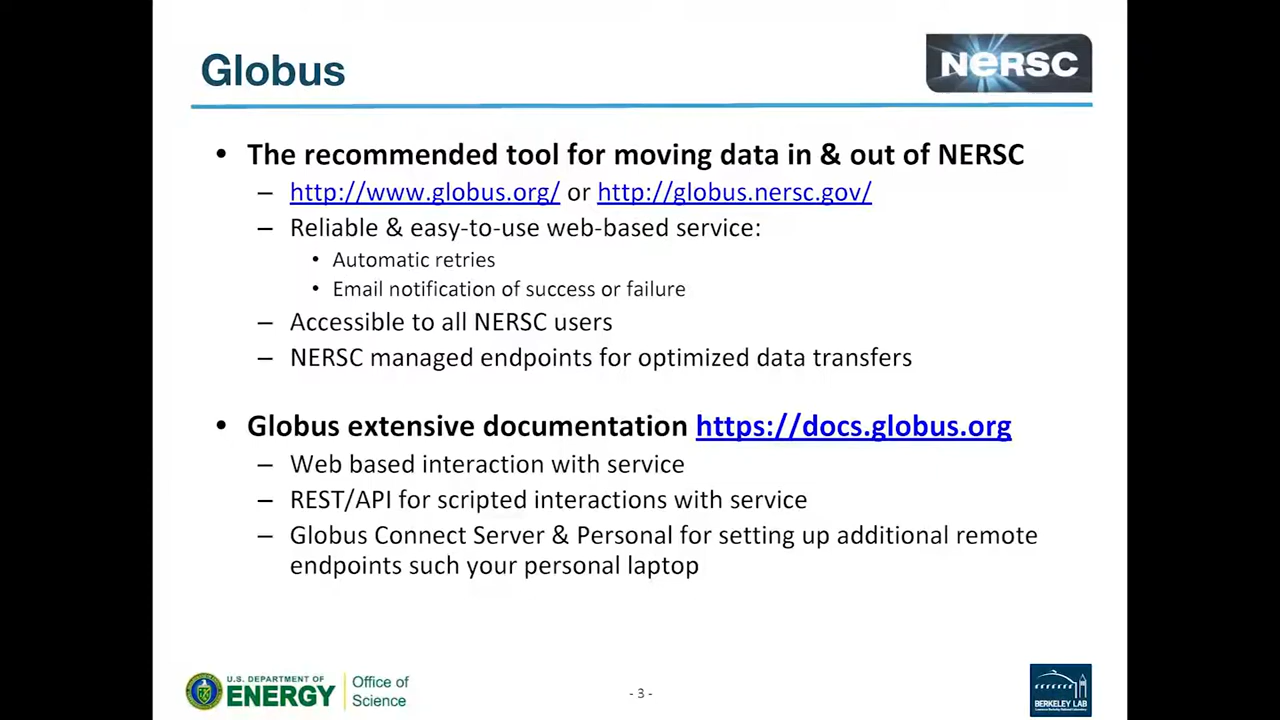 Globus
NERSC
• The recommended tool for moving data in & out of NERSC
– http://www.globus.org/ or http://globus.nersc.gov/
– Reliable & easy-to-use web-based service:
• Automatic retries
• Email notification of success or failure
– Accessible to all NERSC users
– NERSC managed endpoints for optimized data transfers
• Globus extensive documentation https://docs.globus.org
– Web based interaction with service
– REST/API for scripted interactions with service
– Globus Connect Server & Personal for setting up additional remote
endpoints such your personal laptop
U.S. DEPARTMENT OF
ENERGY
Office of
Science
- 3 -
BERKELEY LAB